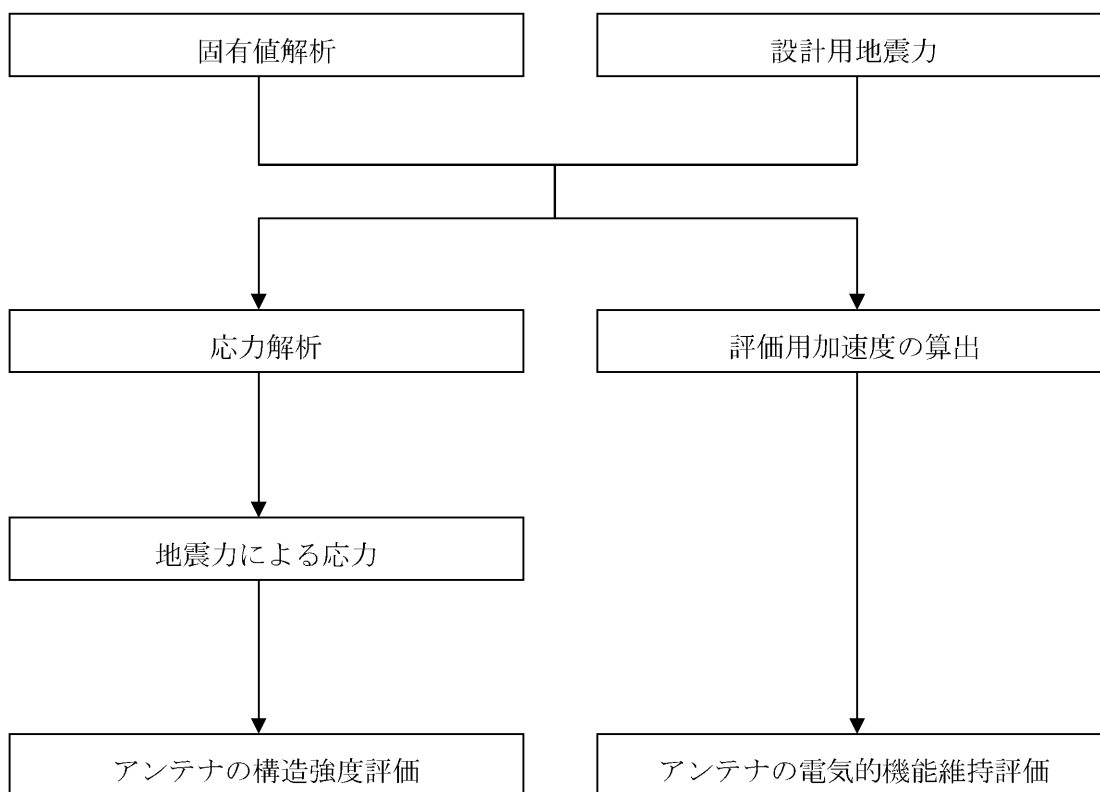 固有値解析
設計用地震力
応力解析
評価用加速度の算出
地震力による応力
アンテナの構造強度評価
アンテナの電気的機能維持評価